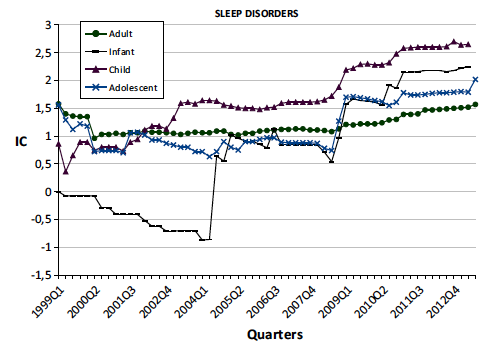 SLEEP DISORDERS
Adult
Infant
Child
Adolescent
3
2,5
2
1,5
1
0,5
0
-0,5
-1
-1,5
IC
1999Q1
2000Q2
2001Q3
2002Q4
2004Q1
2005Q2
2006Q3
2007Q4
2009Q1
2010Q2
2011Q3
2012Q4
Quarters